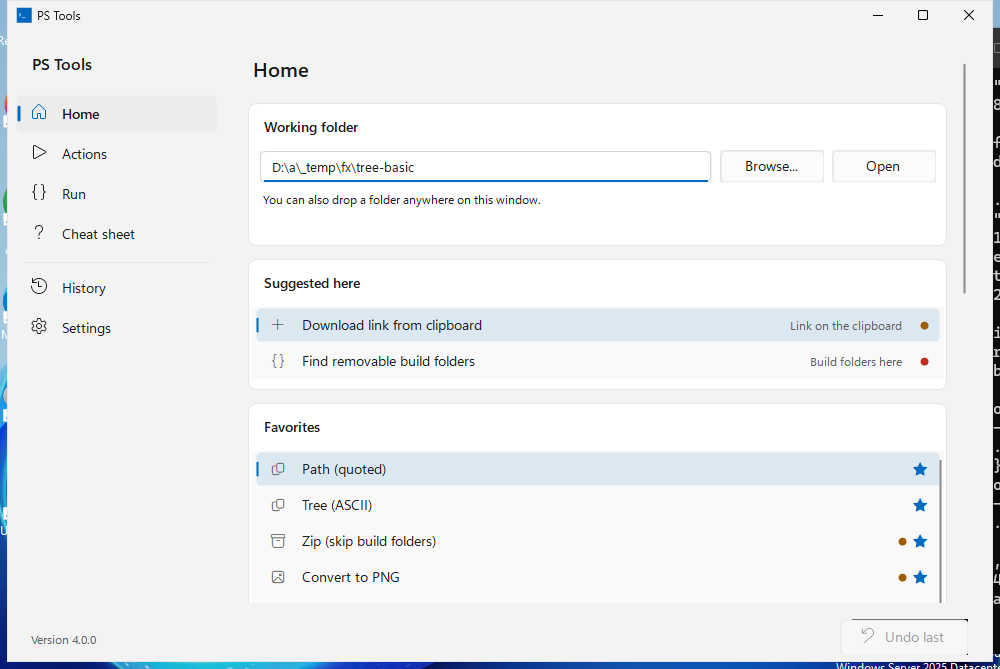 PS Tools
PS Tools
Home
Actions
Run
Cheat sheet
History
Settings
Version 4.0.0
Home
Working folder
D:\a\_temp\fx\tree-basic
Browse...
Open
You can also drop a folder anywhere on this window.
Suggested here
Download link from clipboard
Link on the clipboard
Find removable build folders
Build folders here
Favorites
Path (quoted)
Tree (ASCII)
Zip (skip build folders)
Convert to PNG
Undo last
Windows Server 2025 Datacente